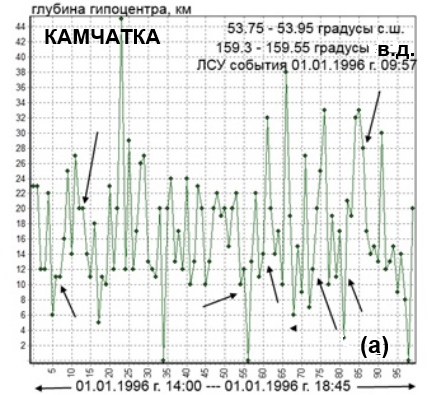 глубина гипоцентра, км
КАМЧАТКА
53.75 - 53.95 градусы с.ш.
159.3 - 159.55 градусы в.д.
ЛСУ события 01.01.1996 г. 09:57
44
42
40
38
36
34
32
30
28
26
24
22
20
18
16
14
12
10
8
6
4
2
(а)
5 10 15 20 25 30 35 40 45 50 55 60 65 70 75 80 85 90 95
01.01.1996 г. 14:00 --- 01.01.1996 г. 18:45